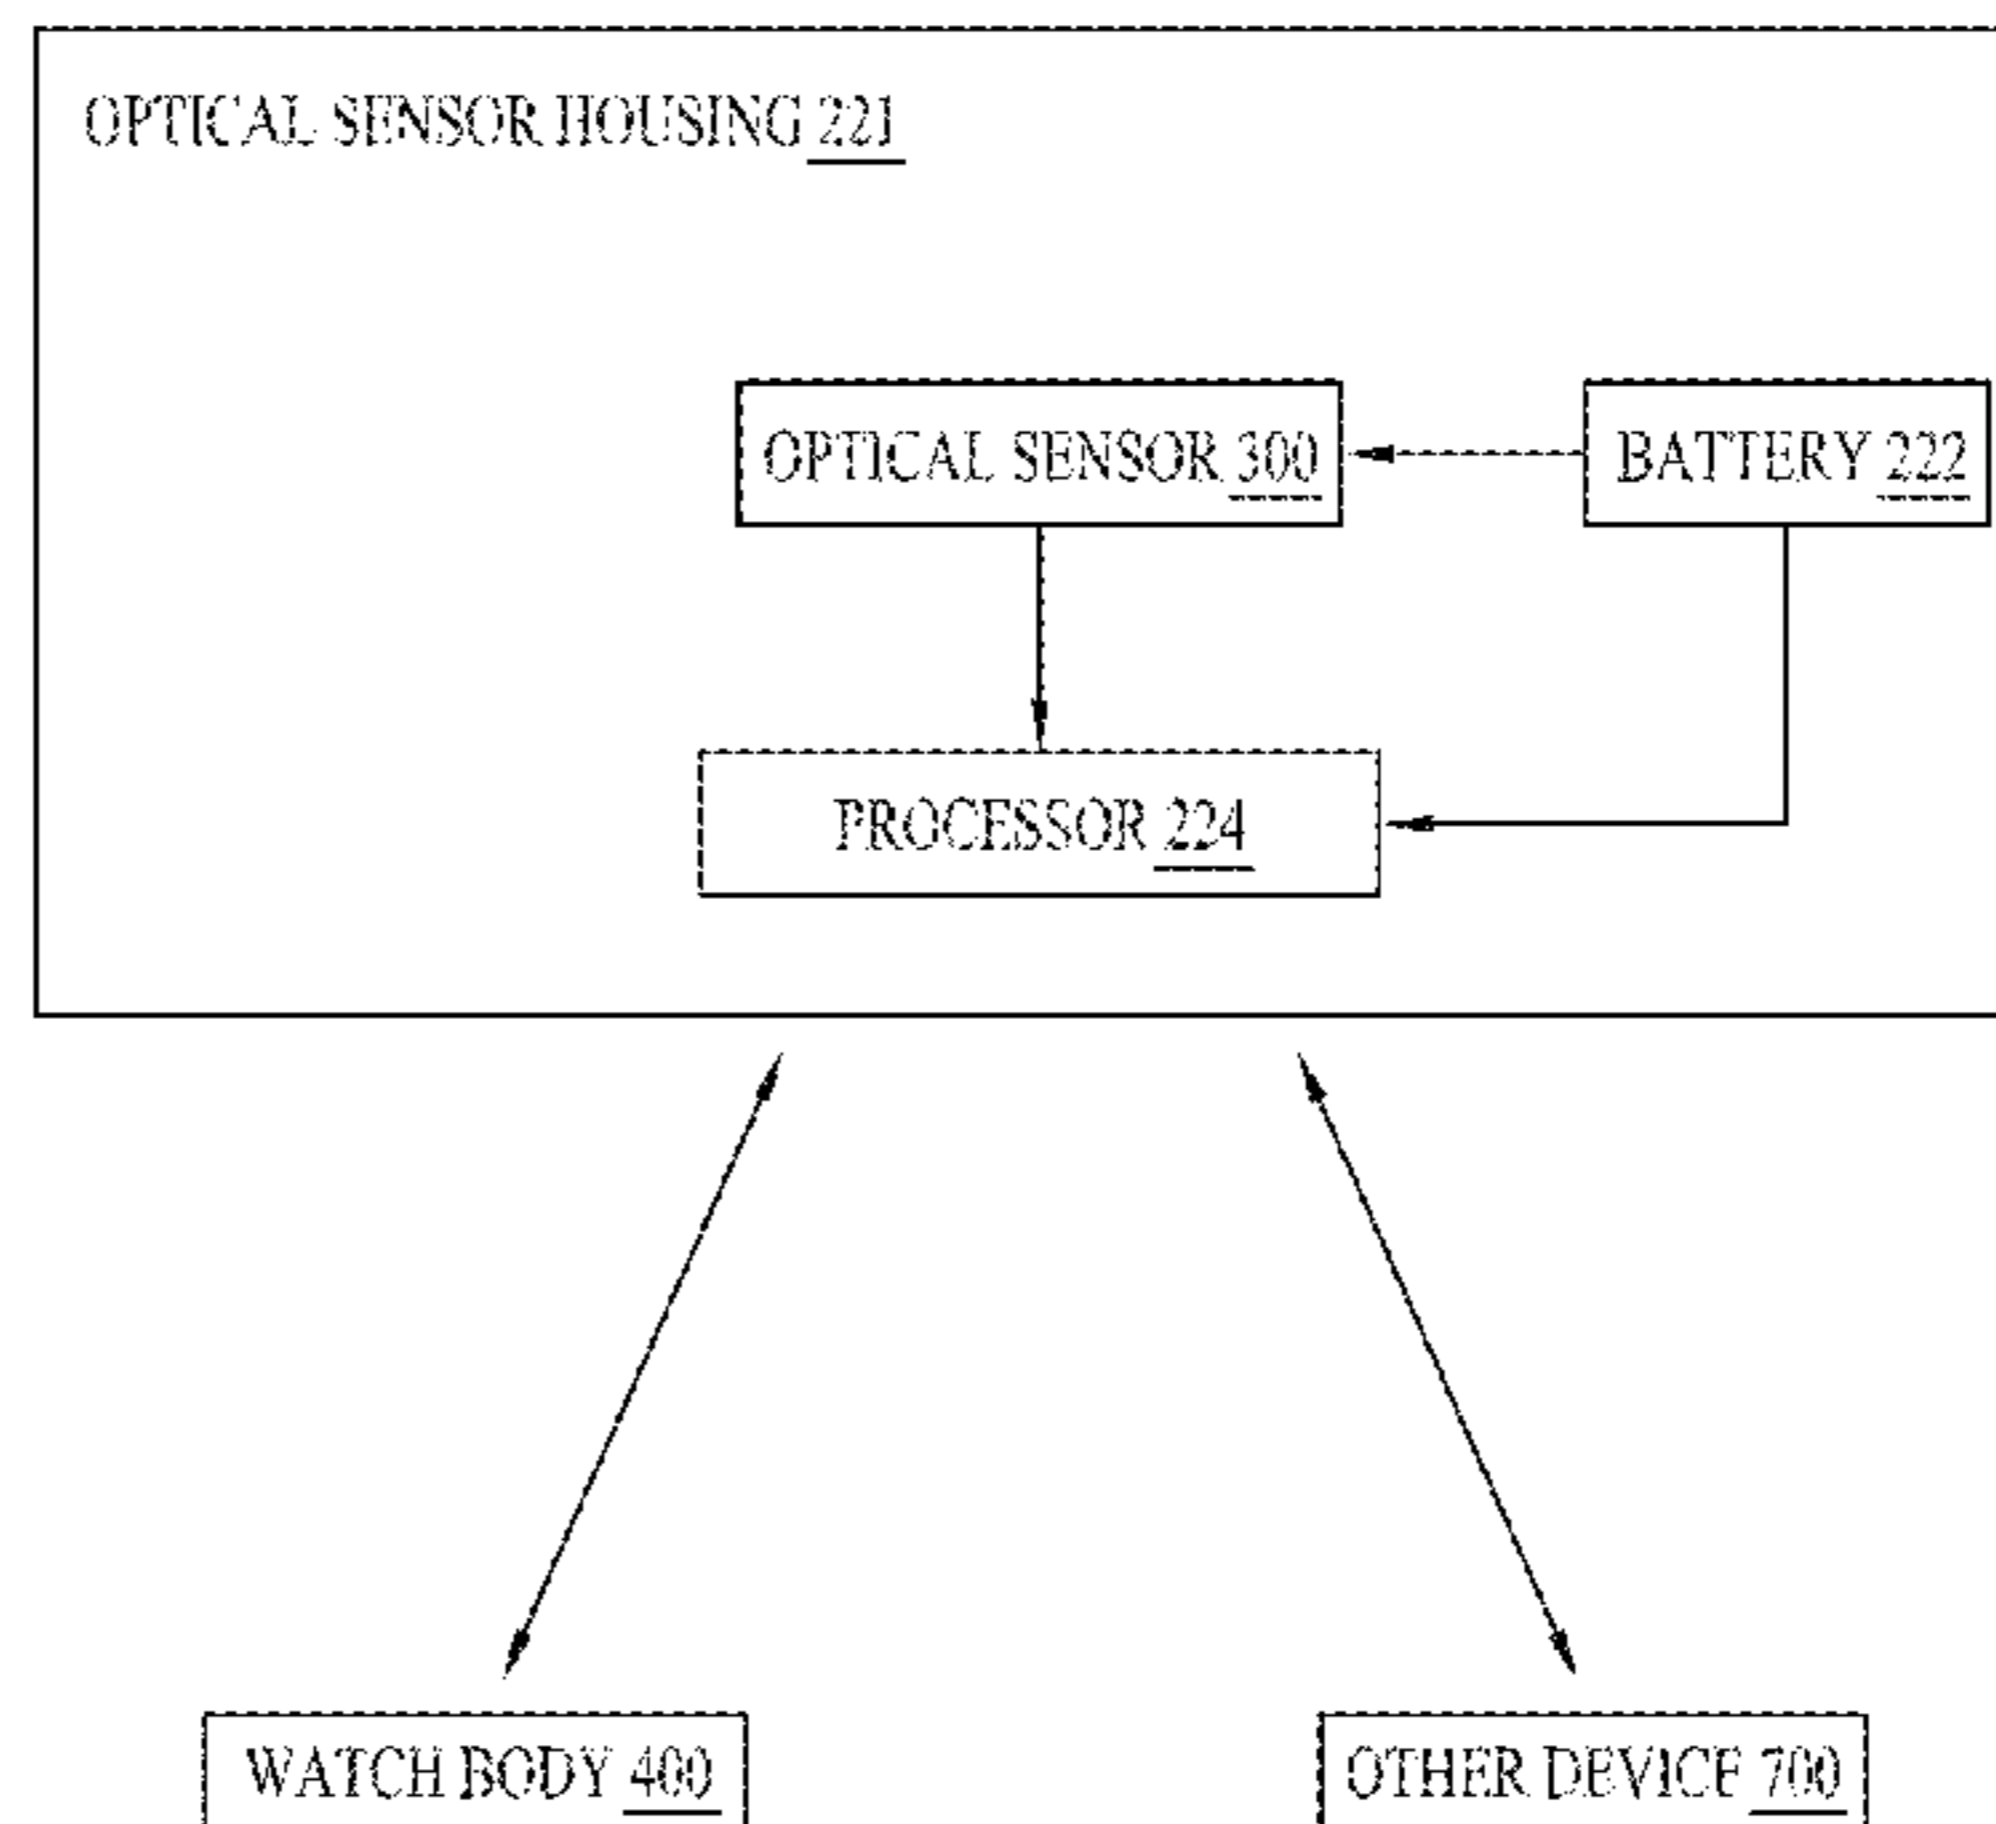 OPTICAL SENSOR HOUSING 221
OPTICAL SENSOR 300
BATTERY 222
PROCESSOR 224
WATCH BODY 400
OTHER DEVICE 700